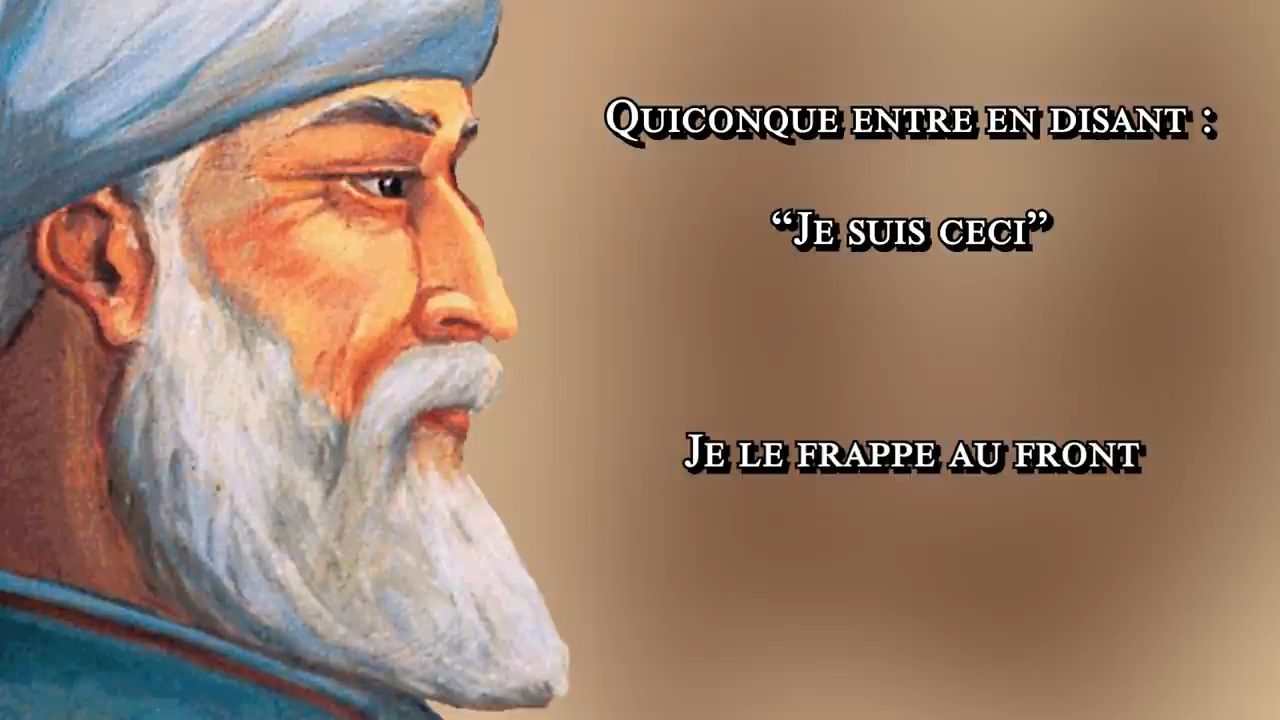 Quiconque entre en disant :
“Je suis ceci”
Je le frappe au front